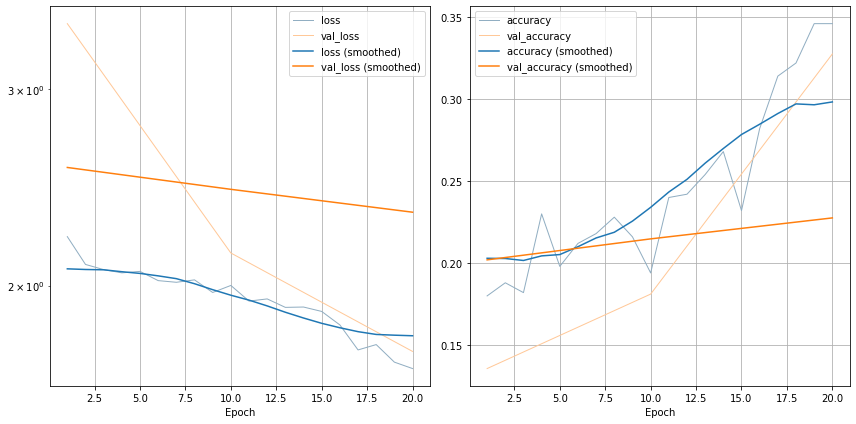 loss
val_loss
loss (smoothed)
val_loss (smoothed)
3 × 10⁰
2 × 10⁰
2.5 5.0 7.5 10.0 12.5 15.0 17.5 20.0
Epoch
accuracy
val_accuracy
accuracy (smoothed)
val_accuracy (smoothed)
0.35
0.30
0.25
0.20
0.15
2.5 5.0 7.5 10.0 12.5 15.0 17.5 20.0
Epoch